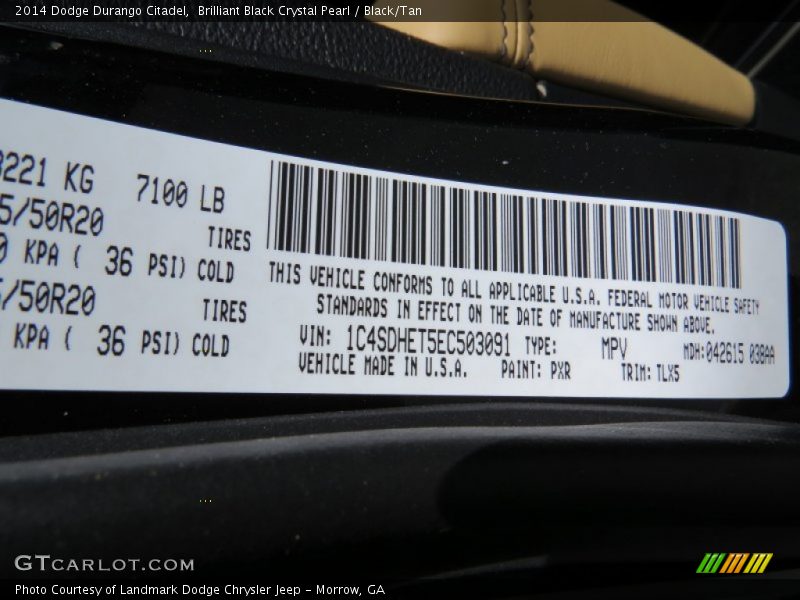 2014 Dodge Durango Citadel, Brilliant Black Crystal Pearl / Black/Tan
3221 KG 7100 LB
5/50R20
TIRES
0 KPA ( 36 PSI) COLD
5/50R20
TIRES
KPA ( 36 PSI) COLD
THIS VEHICLE CONFORMS TO ALL APPLICABLE U.S.A. FEDERAL MOTOR VEHICLE SAFETY
STANDARDS IN EFFECT ON THE DATE OF MANUFACTURE SHOWN ABOVE.
VIN: 1C4SDHET5EC503091 TYPE: MPV MDH:042615 038AA
VEHICLE MADE IN U.S.A. PAINT: PXR TRIM: TLX5
GTCARLOT.COM
Photo Courtesy of Landmark Dodge Chrysler Jeep - Morrow, GA